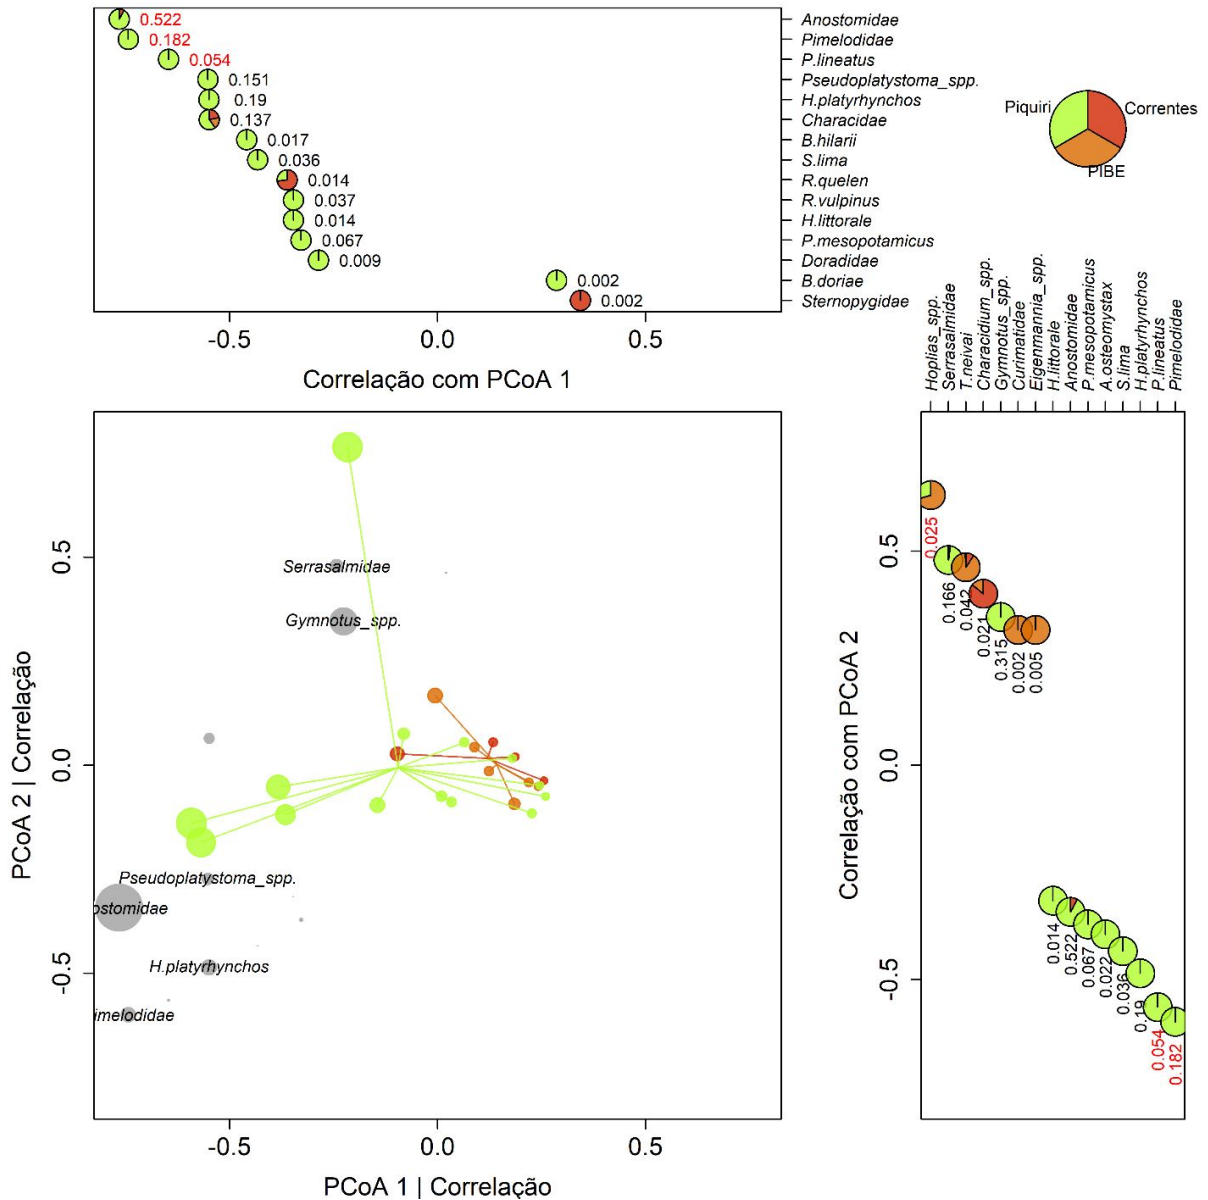 0.522
0.182
0.054
0.151
0.19
0.137
0.017
0.036
0.014
0.037
0.014
0.067
0.009
0.002
0.002
Anostomidae
Pimelodidae
P.lineatus
Pseudoplatystoma_spp.
H.platyrhynchos
Characidae
B.hilarii
S.lima
R.quelen
R.vulpinus
H.littorale
P.mesopotamicus
Doradidae
B.doriae
Sternopygidae
-0.5 0.0 0.5
Correlação com PCoA 1
Piquiri
Correntes
PIBE
Hoplias_spp.
Serrasalmidae
T.neivai
Characidium_spp.
Gymnotus_spp.
Curimatidae
Eigenmannia_spp.
H.littorale
Anostomidae
P.mesopotamicus
A.osteomystax
S.lima
H.platyrhynchos
P.lineatus
Pimelodidae
PCoA 2 | Correlação
0.5
0.0
-0.5
Serrasalmidae
Gymnotus_spp.
Pseudoplatystoma_spp.
ostomidae
H.platyrhynchos
imelodidae
-0.5 0.0 0.5
PCoA 1 | Correlação
Correlação com PCoA 2
0.5
0.0
-0.5
0.025
0.166
0.042
0.021
0.315
0.002
0.005
0.014
0.522
0.067
0.022
0.036
0.19
0.054
0.182